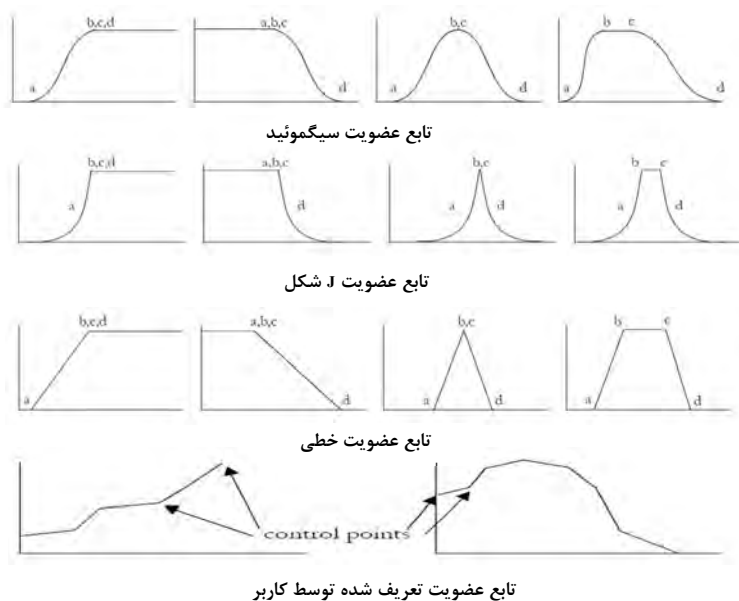 b,c,d a,b,c b,c b c
a d a d a d
تابع عضویت سیگموئید
b,c,d a,b,c b,c b c
a d a d a d
تابع عضویت J شکل
b,c,d a,b,c b,c b c
a d a d a d
تابع عضویت خطی
control points
تابع عضویت تعریف شده توسط کاربر